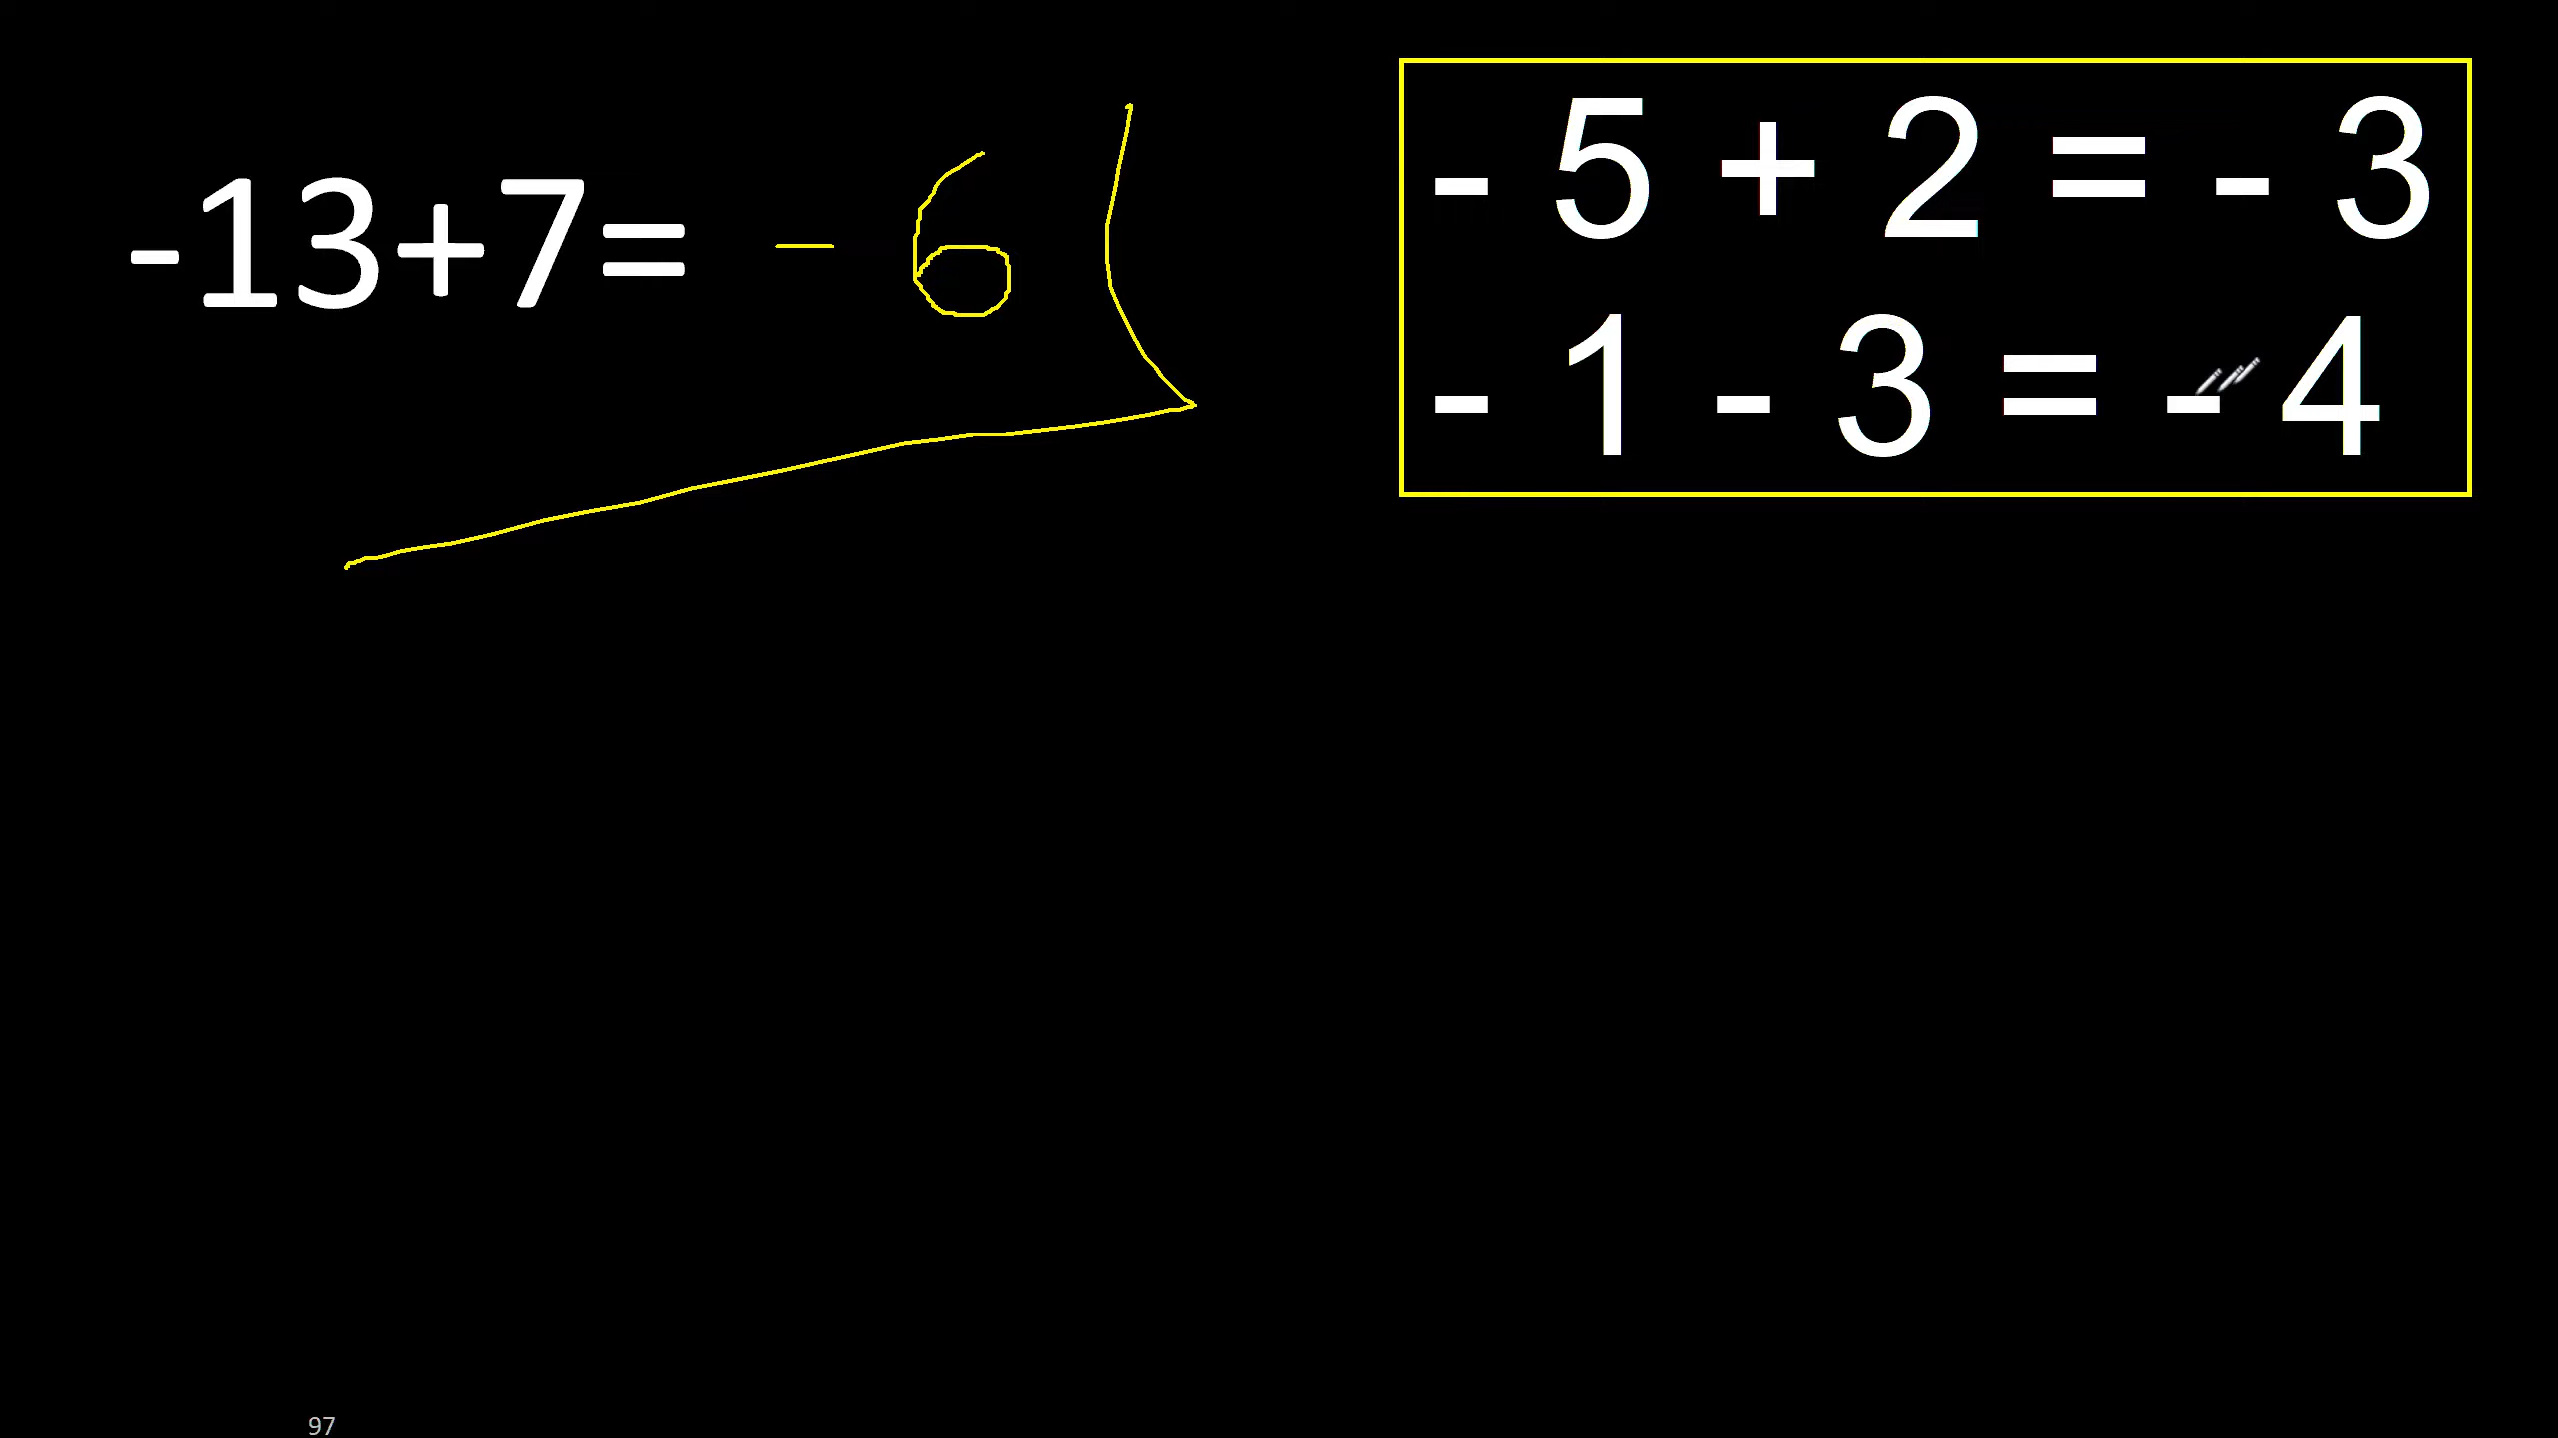 -13+7= - 6
- 5 + 2 = - 3
- 1 - 3 = - 4
97